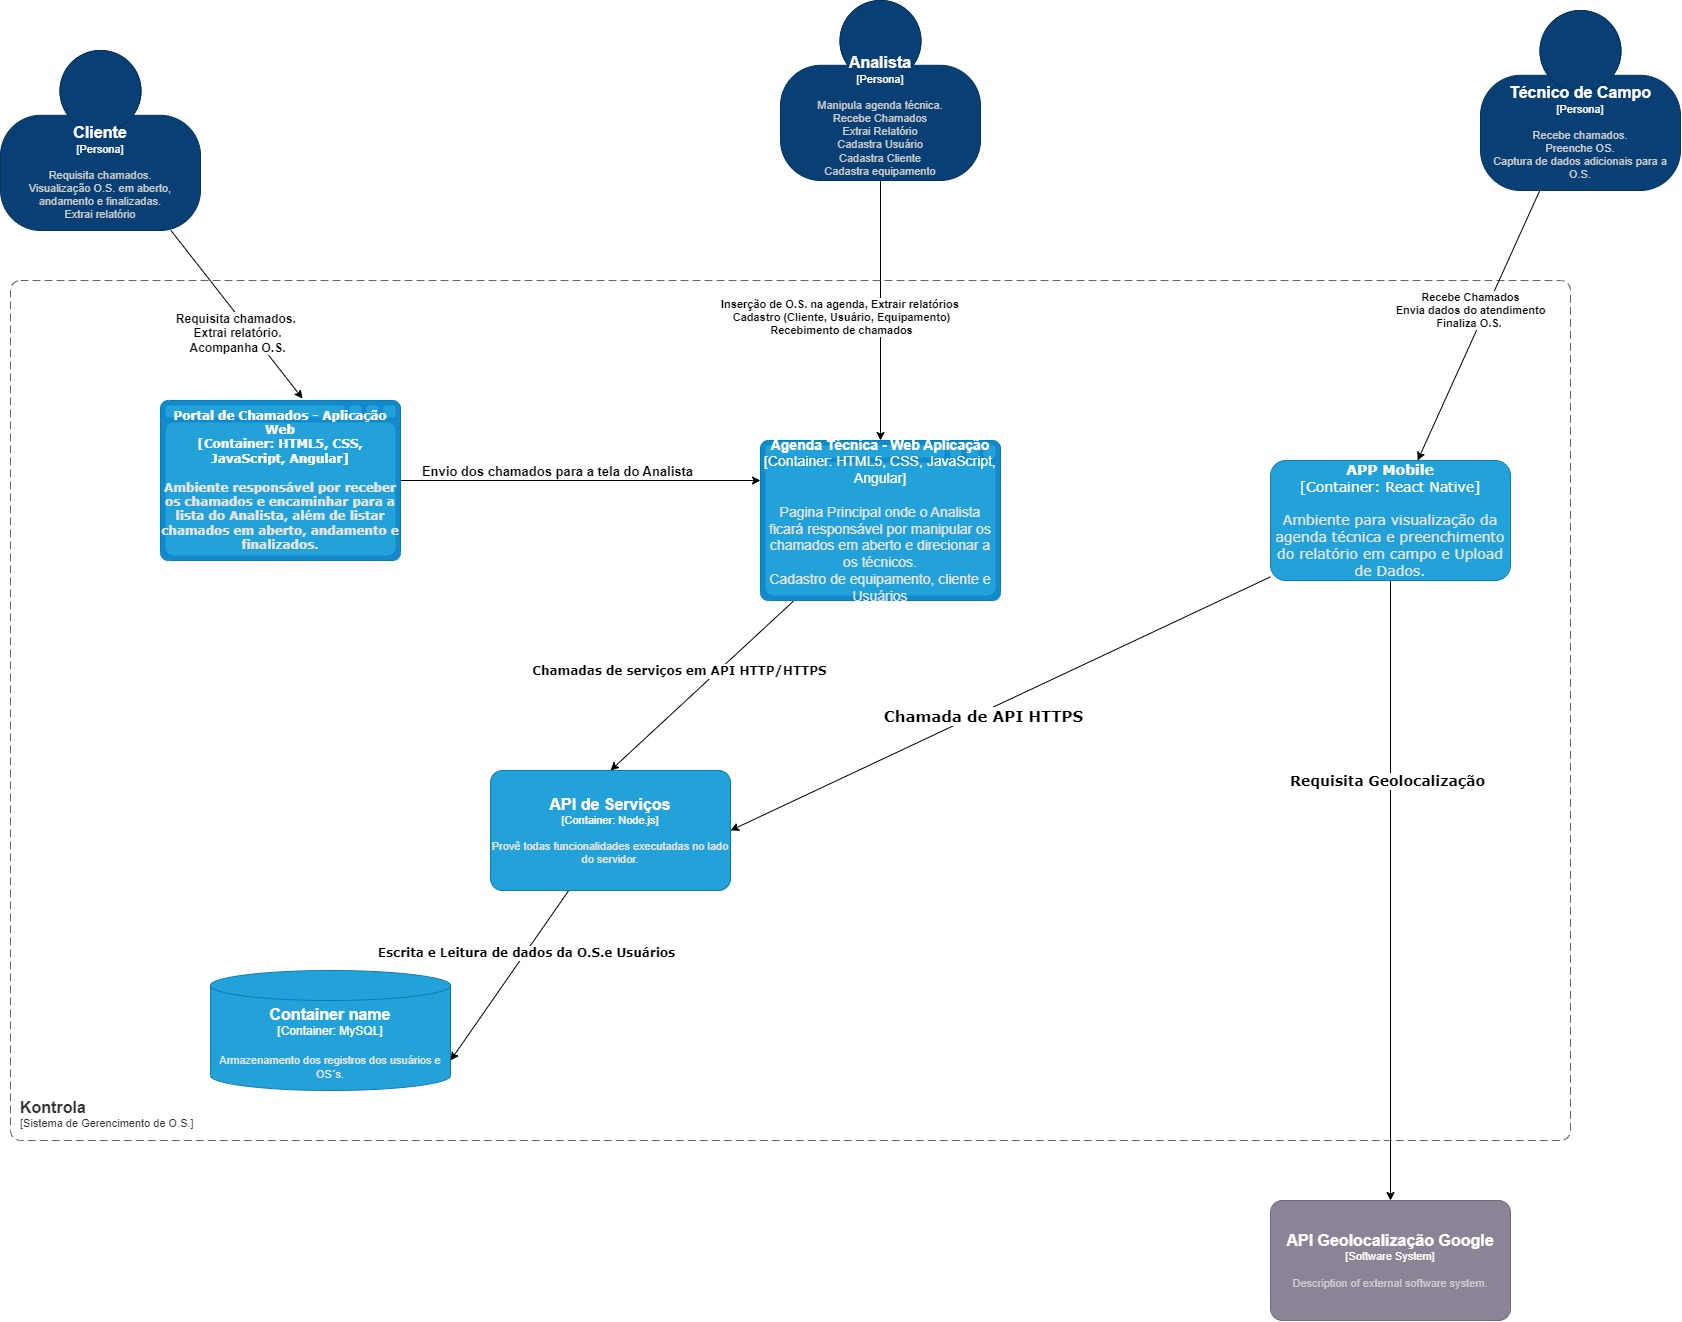 Cliente
[Persona]
Requisita chamados.
Visualização O.S. em aberto,
andamento e finalizadas.
Extrai relatório
Analista
[Persona]
Manipula agenda técnica.
Recebe Chamados
Extrai Relatório
Cadastra Usuário
Cadastra Cliente
Cadastra equipamento
Técnico de Campo
[Persona]
Recebe chamados.
Preenche OS.
Captura de dados adicionais para a
O.S.
Requisita chamados.
Extrai relatório.
Acompanha O.S.
Inserção de O.S. na agenda, Extrair relatórios
Cadastro (Cliente, Usuário, Equipamento)
Recebimento de chamados
Recebe Chamados
Envia dados do atendimento
Finaliza O.S.
Portal de Chamados - Aplicação
Web
[Container: HTML5, CSS,
JavaScript, Angular]
Ambiente responsável por receber
os chamados e encaminhar para a
lista do Analista, além de listar
chamados em aberto, andamento e
finalizados.
Envio dos chamados para a tela do Analista
Agenda Técnica - Web Aplicação
[Container: HTML5, CSS, JavaScript,
Angular]
Pagina Principal onde o Analista
ficará responsável por manipular os
chamados em aberto e direcionar a
os técnicos.
Cadastro de equipamento, cliente e
Usuários
APP Mobile
[Container: React Native]
Ambiente para visualização da
agenda técnica e preenchimento
do relatório em campo e Upload
de Dados.
Chamadas de serviços em API HTTP/HTTPS
Chamada de API HTTPS
Requisita Geolocalização
API de Serviços
[Container: Node.js]
Provê todas funcionalidades executadas no lado
do servidor.
Escrita e Leitura de dados da O.S.e Usuários
Container name
[Container: MySQL]
Armazenamento dos registros dos usuários e
OS´s.
Kontrola
[Sistema de Gerencimento de O.S.]
API Geolocalização Google
[Software System]
Description of external software system.